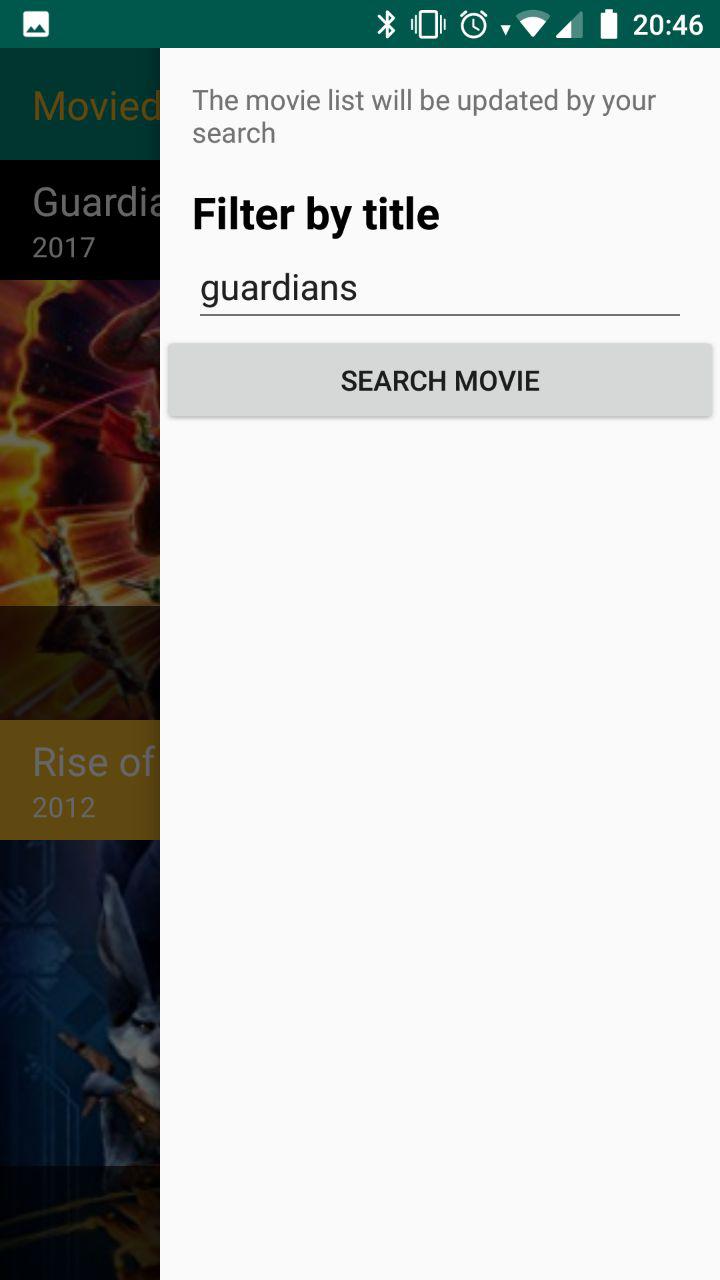 20:46
Movied
The movie list will be updated by your
search
Guardia
2017
Filter by title
guardians
SEARCH MOVIE
Rise of
2012